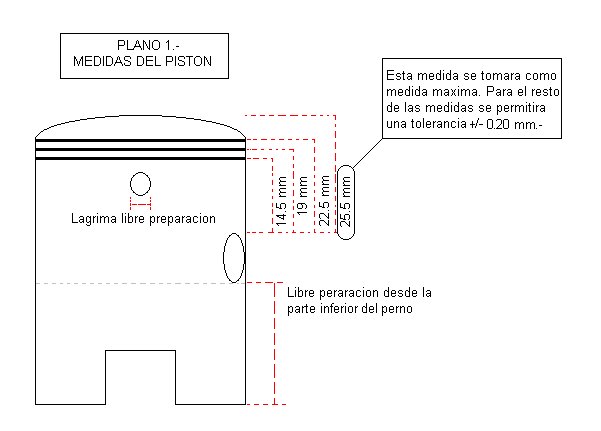 PLANO 1.-
MEDIDAS DEL PISTON
Esta medida se tomara como
medida maxima. Para el resto
de las medidas se permitira
una tolerancia +/- 0.20 mm.-
14.5 mm
19 mm
22.5 mm
25.5 mm
Lagrima libre preparacion
Libre peraracion desde la
parte inferior del perno